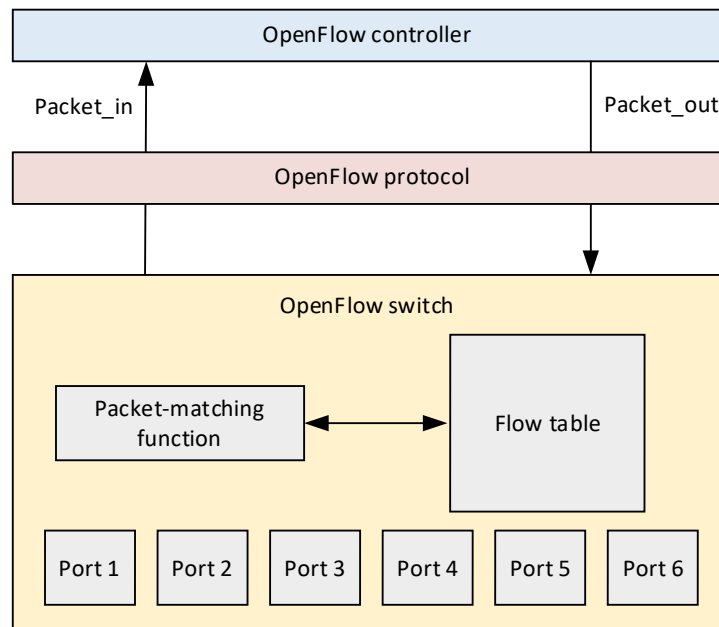 OpenFlow controller
Packet_in
Packet_out
OpenFlow protocol
OpenFlow switch
Packet-matching
function
Flow table
Port 1
Port 2
Port 3
Port 4
Port 5
Port 6